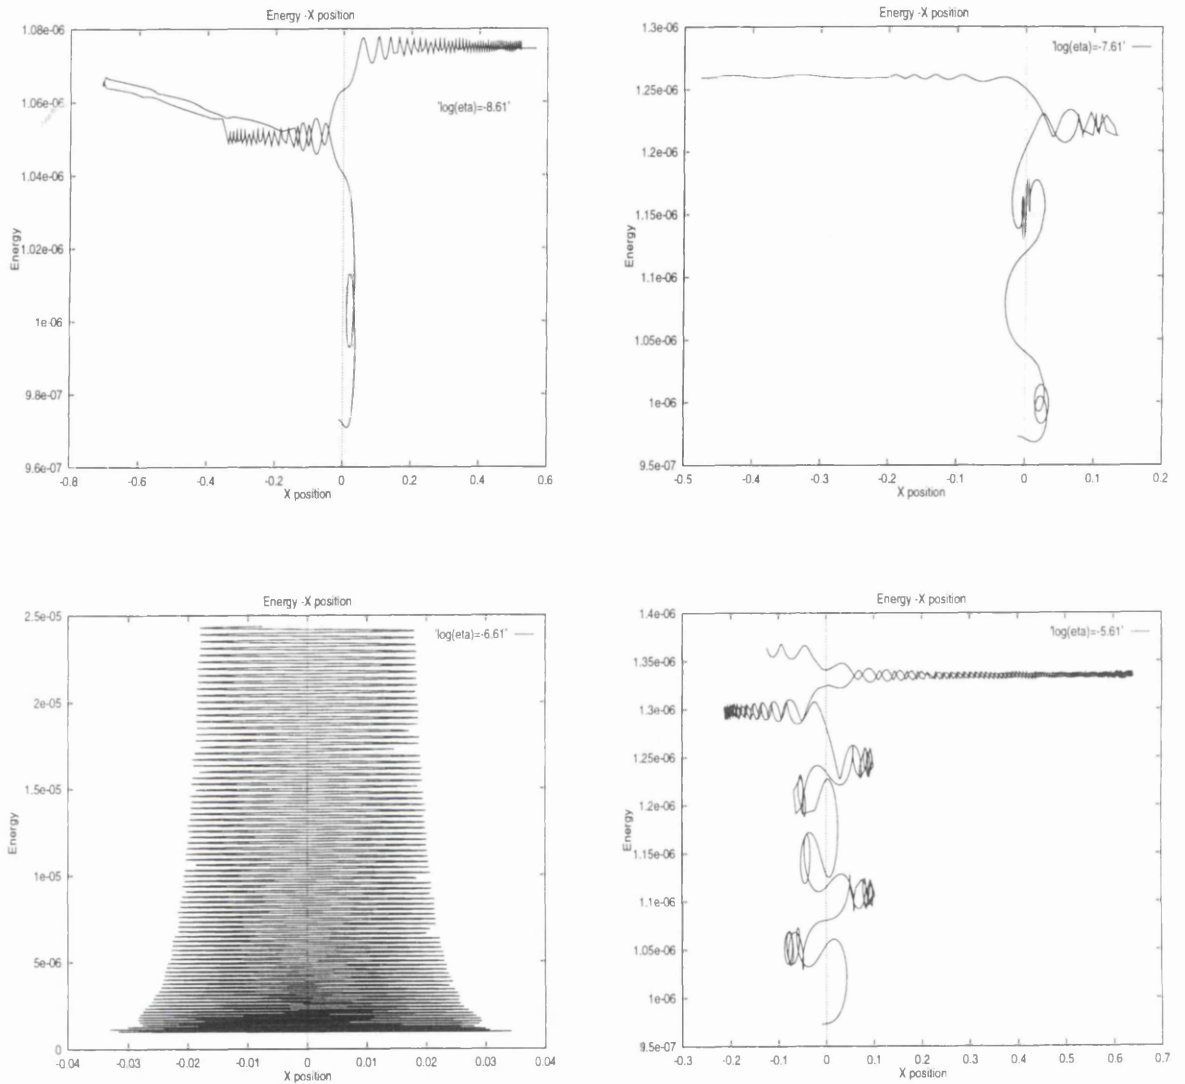 Energy -X position
1.08e-06
1.06e-06
1.04e-06
1.02e-06
1e-06
9.8e-07
9.6e-07
Energy
'log(eta)=-8.61'
-0.8 -0.6 -0.4 -0.2 0 0.2 0.4 0.6
X position
Energy -X position
1.3e-06
1.25e-06
1.2e-06
1.15e-06
1.1e-06
1.05e-06
1e-06
9.5e-07
Energy
'log(eta)=-7.61'
-0.5 -0.4 -0.3 -0.2 -0.1 0 0.1 0.2
X position
Energy -X position
2.5e-05
2e-05
1.5e-05
1e-05
5e-06
0
Energy
'log(eta)=-6.61'
-0.04 -0.03 -0.02 -0.01 0 0.01 0.02 0.03 0.04
X position
Energy -X position
1.4e-06
1.35e-06
1.3e-06
1.25e-06
1.2e-06
1.15e-06
1.1e-06
1.05e-06
1e-06
9.5e-07
Energy
'log(eta)=-5.61'
-0.3 -0.2 -0.1 0 0.1 0.2 0.3 0.4 0.5 0.6 0.7
X position